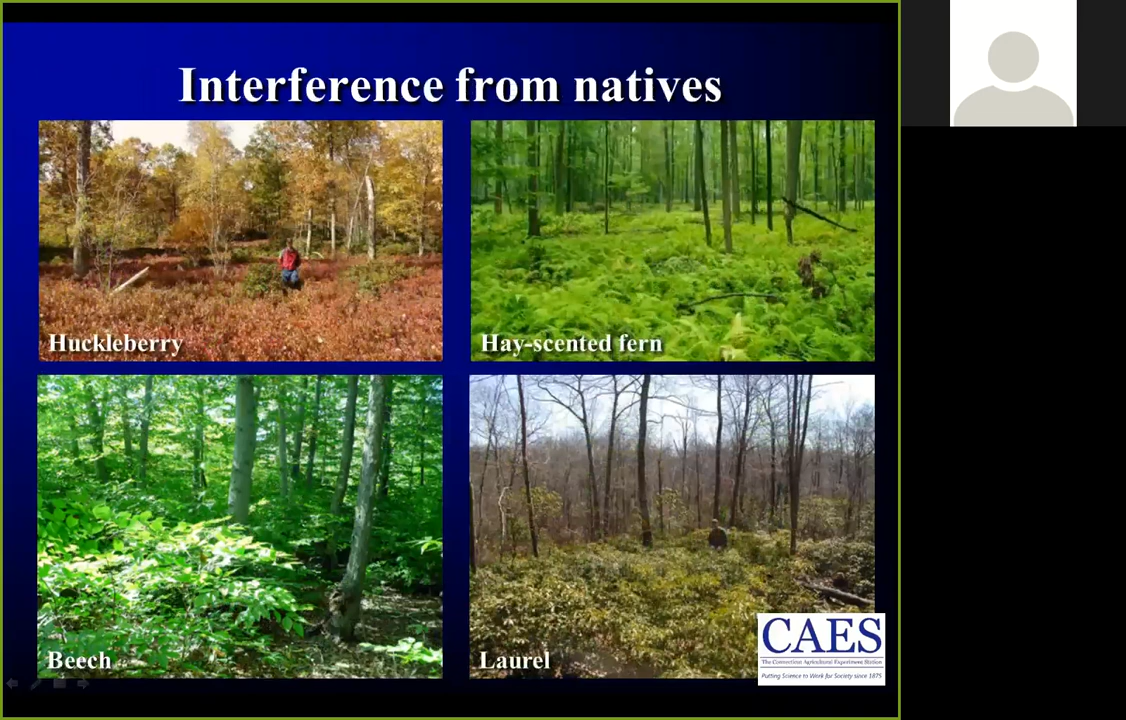 Interference from natives
Huckleberry
Hay-scented fern
Beech
Laurel
CAES
The Connecticut Agricultural Experiment Station
Putting Science to Work for Society since 1875